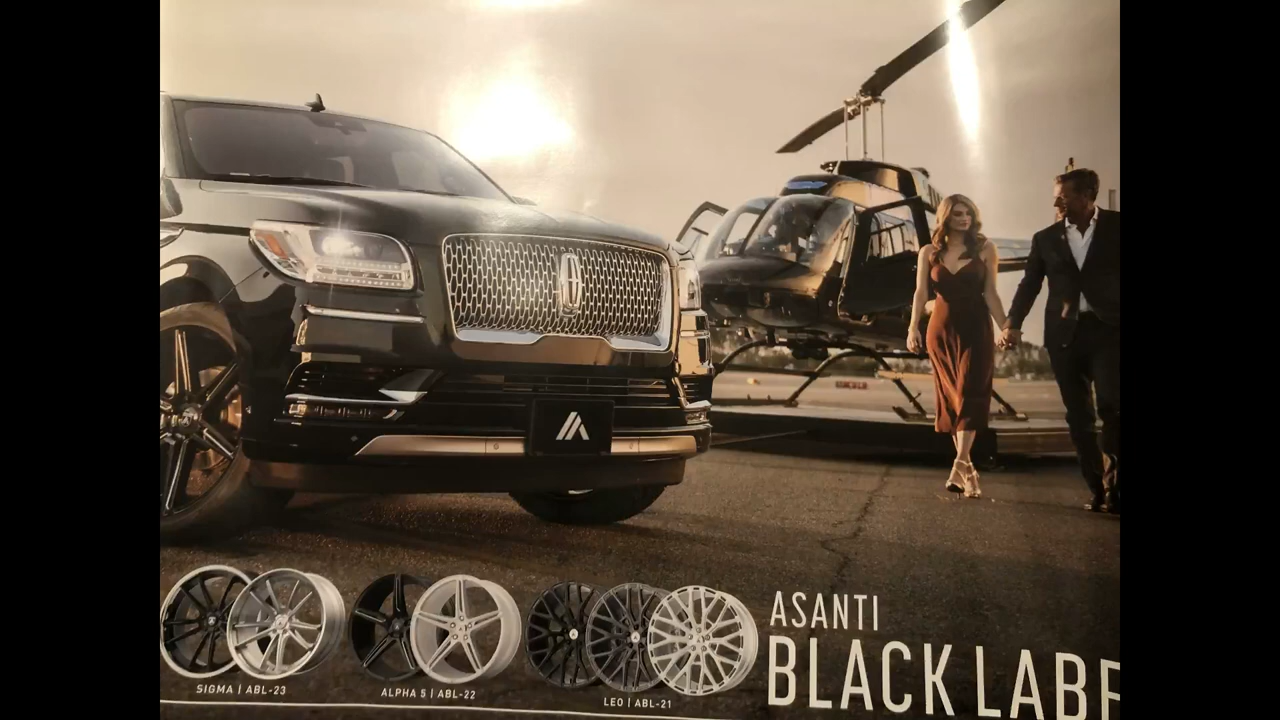 SIGMA | ABL-23
ALPHA 5 | ABL-22
LEO | ABL-21
ASANTI
BLACK LABE